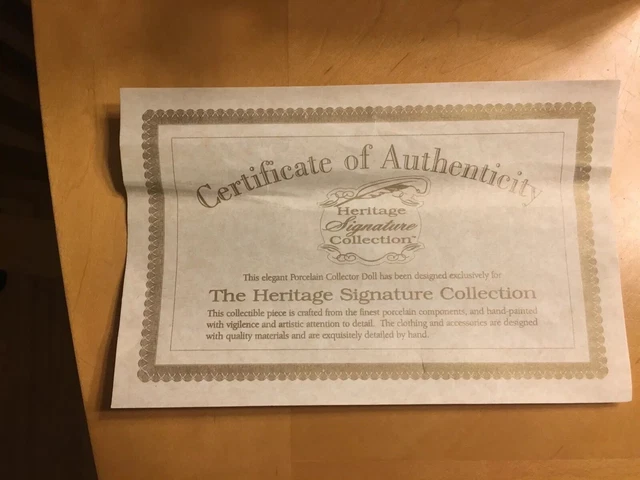 Certificate of Authenticity
Heritage
Signature
Collection™
This elegant Porcelain Collector Doll has been designed exclusively for
The Heritage Signature Collection
This collectible piece is crafted from the finest porcelain components, and hand-painted
with vigilence and artistic attention to detail. The clothing and accessories are designed
with quality materials and are exquisitely detailed by hand.